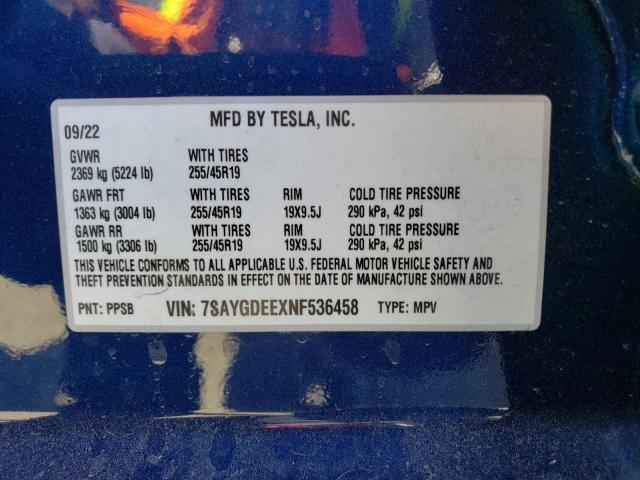 MFD BY TESLA, INC.
09/22
GVWR WITH TIRES
2369 kg (5224 lb) 255/45R19
GAWR FRT WITH TIRES RIM COLD TIRE PRESSURE
1363 kg (3004 lb) 255/45R19 19X9.5J 290 kPa, 42 psi
GAWR RR WITH TIRES RIM COLD TIRE PRESSURE
1500 kg (3306 lb) 255/45R19 19X9.5J 290 kPa, 42 psi
THIS VEHICLE CONFORMS TO ALL APPLICABLE U.S. FEDERAL MOTOR VEHICLE SAFETY AND
THEFT PREVENTION STANDARDS IN EFFECT ON THE DATE OF MANUFACTURE SHOWN ABOVE.
PNT: PPSB VIN: 7SAYGDEEXNF536458 TYPE: MPV